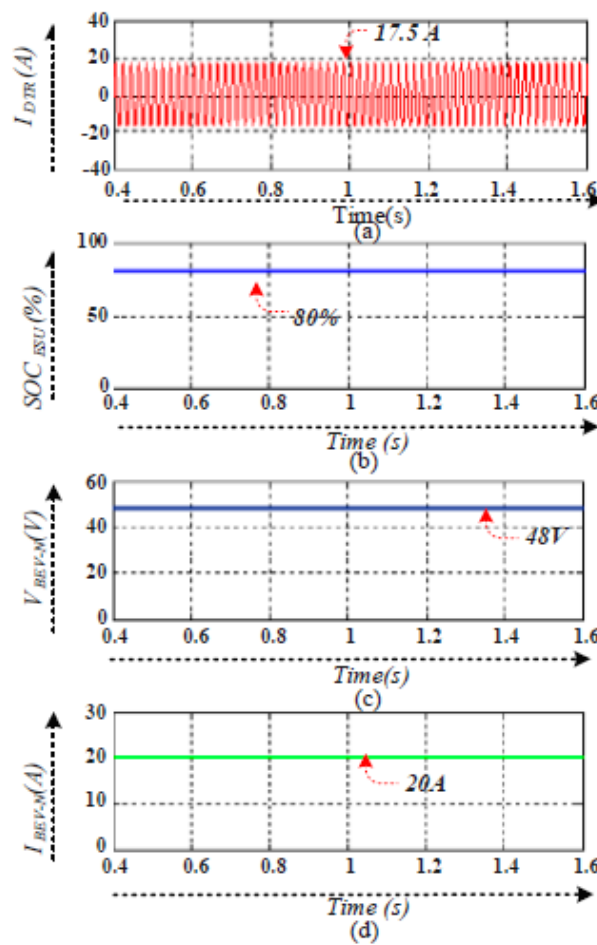 I DTR (A)
40
20
0
-20
-40
17.5 A
0.4 0.6 0.8 1 1.2 1.4 1.6
Time(s)
(a)
SOC ESU (%)
100
50
0
80%
0.4 0.6 0.8 1 1.2 1.4 1.6
Time (s)
(b)
V BEV-N(V)
60
40
20
0
48V
0.4 0.6 0.8 1 1.2 1.4 1.6
Time(s)
(c)
I BEV-N(A)
30
20
10
0
20A
0.4 0.6 0.8 1 1.2 1.4 1.6
Time (s)
(d)